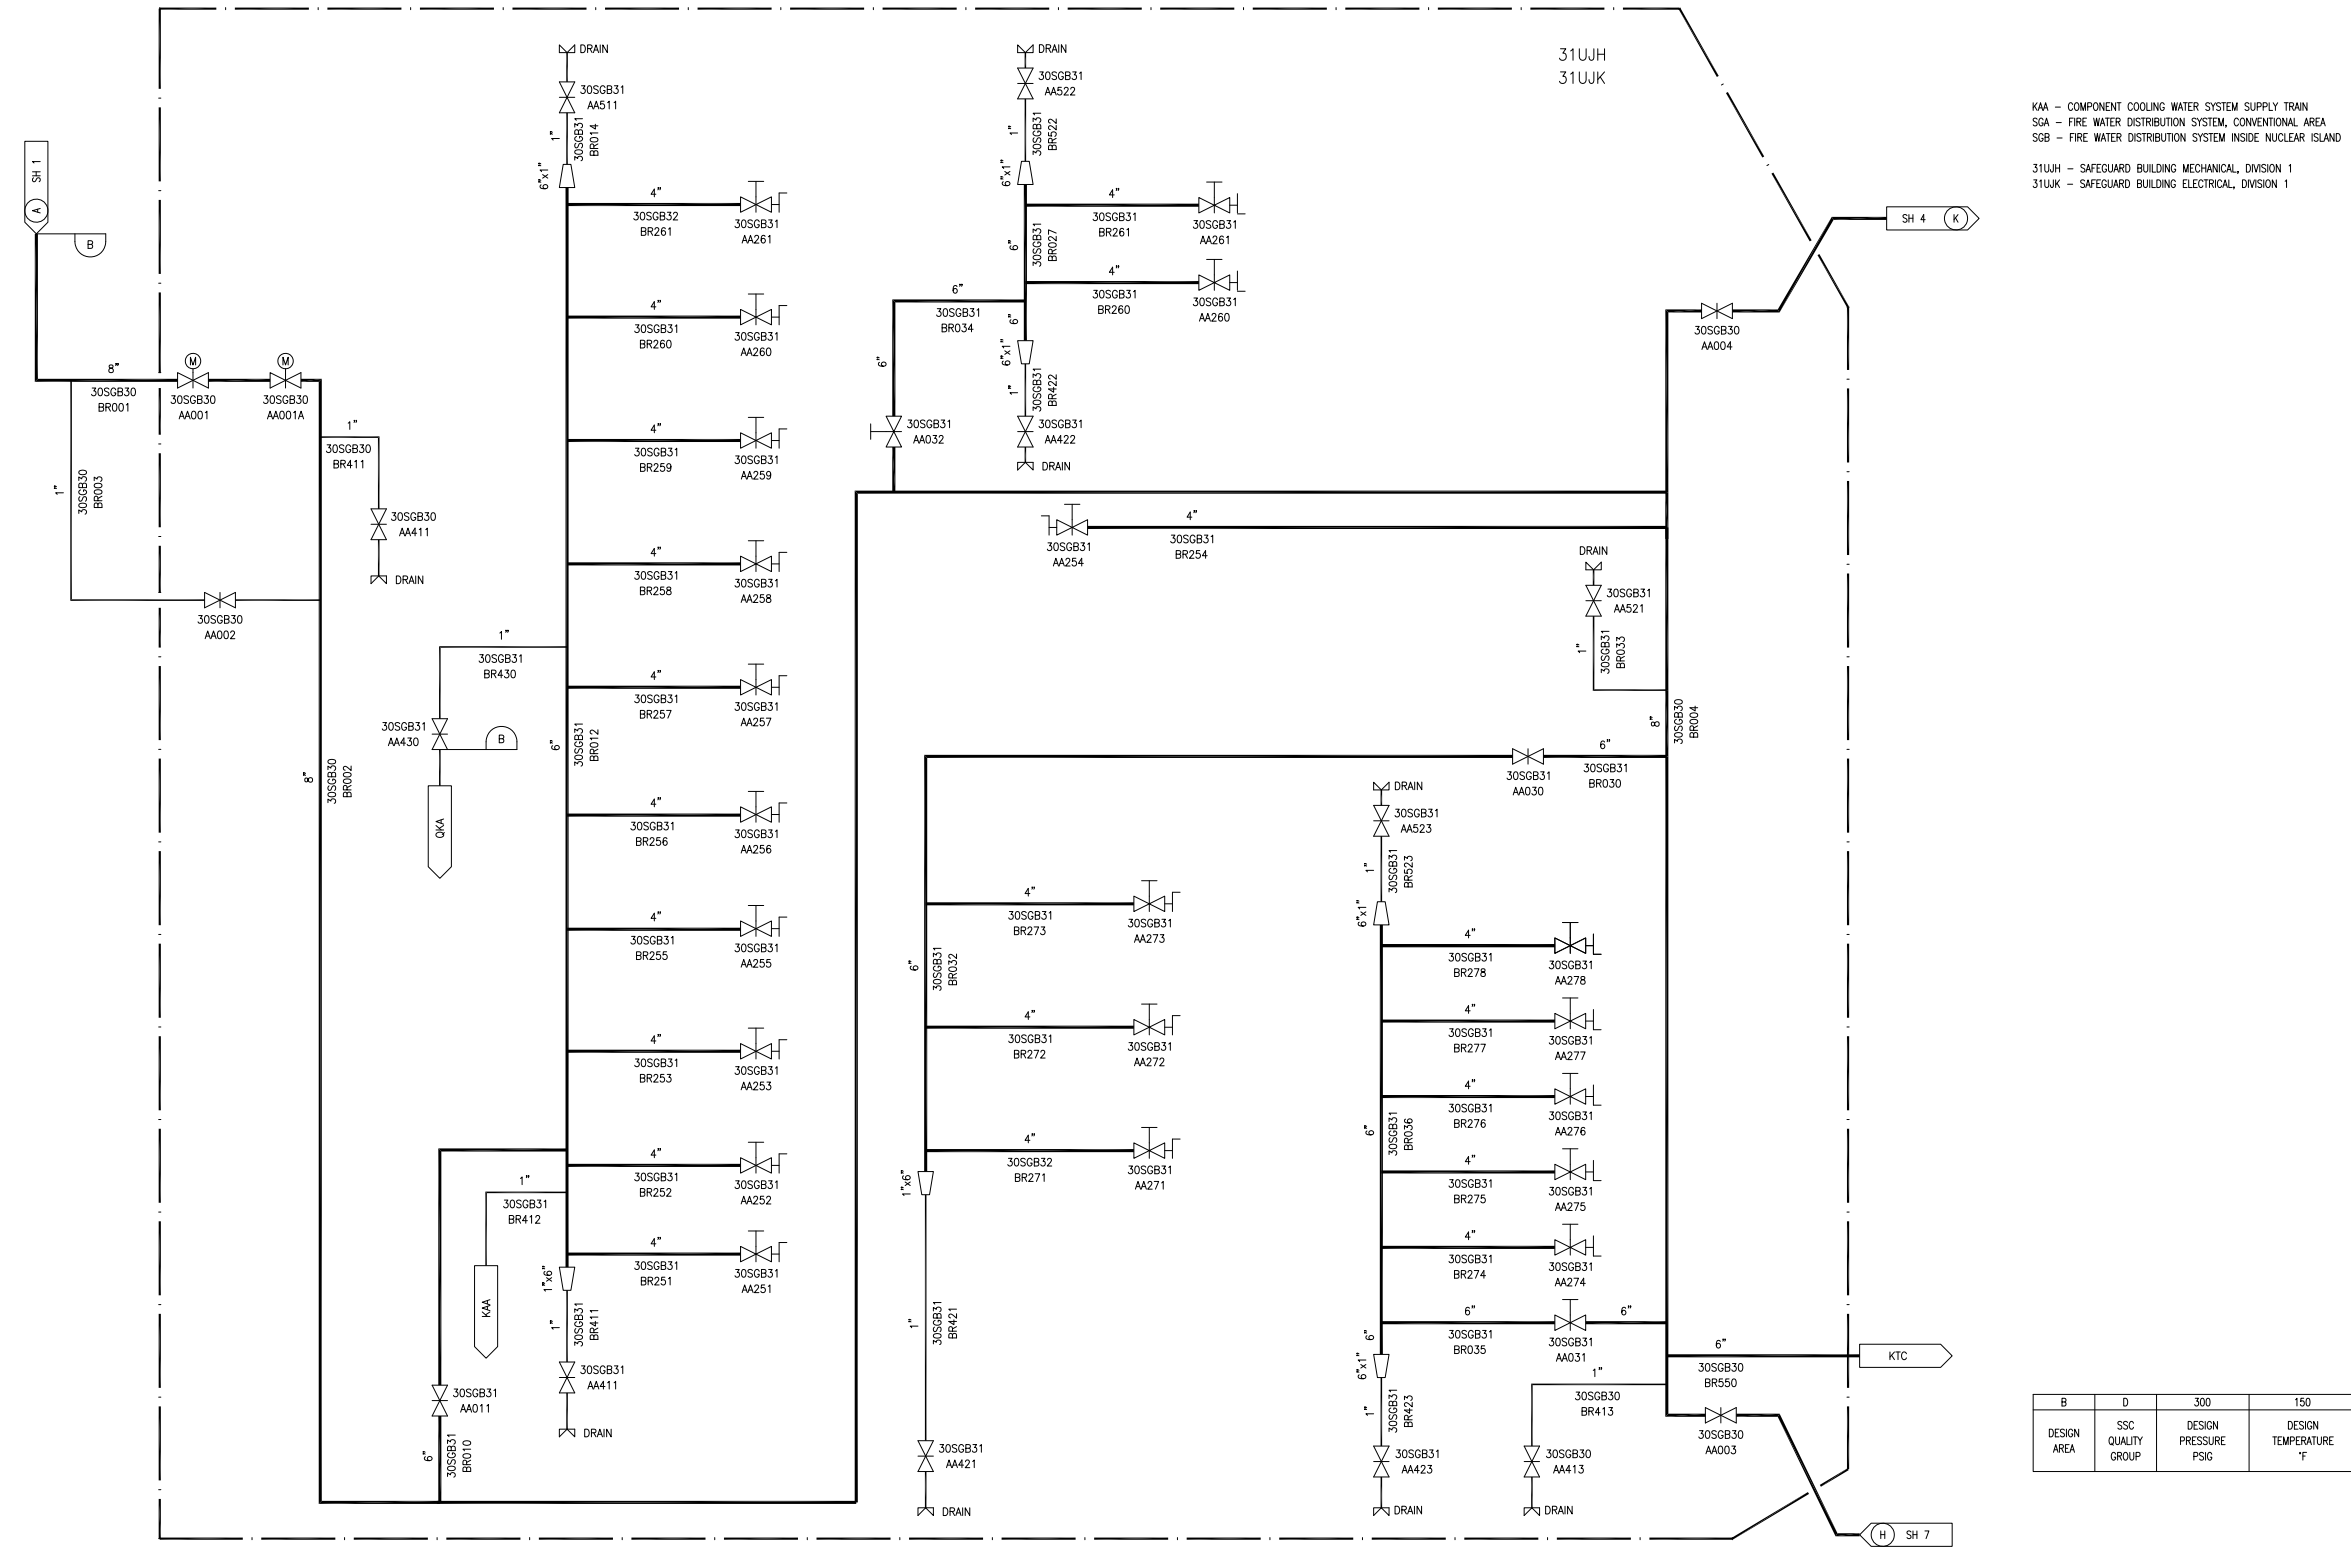 31UJH
31UJK
KAA – COMPONENT COOLING WATER SYSTEM SUPPLY TRAIN
SGA – FIRE WATER DISTRIBUTION SYSTEM, CONVENTIONAL AREA
SGB – FIRE WATER DISTRIBUTION SYSTEM INSIDE NUCLEAR ISLAND
31UJH – SAFEGUARD BUILDING MECHANICAL, DIVISION 1
31UJK – SAFEGUARD BUILDING ELECTRICAL, DIVISION 1
SH 1
A
B
8"
30SGB30
BR001
M
30SGB30
AA001
M
30SGB30
AA001A
1"
30SGB30
BR411
30SGB30
AA411
DRAIN
1"
30SGB30
BR003
30SGB30
AA002
8"
30SGB30
BR002
DRAIN
30SGB31
AA511
1"
30SGB31
BR014
6"x1"
4"
30SGB32
BR261
30SGB31
AA261
4"
30SGB31
BR260
30SGB31
AA260
4"
30SGB31
BR259
30SGB31
AA259
4"
30SGB31
BR258
30SGB31
AA258
1"
30SGB31
BR430
30SGB31
AA430
B
QKA
4"
30SGB31
BR257
30SGB31
AA257
6"
30SGB31
BR012
4"
30SGB31
BR256
30SGB31
AA256
4"
30SGB31
BR255
30SGB31
AA255
4"
30SGB31
BR253
30SGB31
AA253
4"
30SGB31
BR252
30SGB31
AA252
1"
30SGB31
BR412
KAA
4"
30SGB31
BR251
30SGB31
AA251
1"x6"
1"
30SGB31
BR411
30SGB31
AA411
DRAIN
30SGB31
AA011
6"
30SGB31
BR010
DRAIN
30SGB31
AA522
1"
30SGB31
BR522
6"x1"
4"
30SGB31
BR261
30SGB31
AA261
6"
30SGB31
BR027
4"
30SGB31
BR260
30SGB31
AA260
6"
30SGB31
BR034
6"
6"
6"x1"
1"
30SGB31
BR422
30SGB31
AA032
30SGB31
AA422
DRAIN
30SGB31
AA254
4"
30SGB31
BR254
DRAIN
30SGB31
AA521
1"
30SGB31
BR033
8"
30SGB30
BR004
30SGB31
AA030
6"
30SGB31
BR030
4"
30SGB31
BR273
30SGB31
AA273
6"
30SGB31
BR032
4"
30SGB31
BR272
30SGB31
AA272
4"
30SGB32
BR271
30SGB31
AA271
1"x6"
1"
30SGB31
BR421
30SGB31
AA421
DRAIN
DRAIN
30SGB31
AA523
1"
30SGB31
BR523
6"x1"
4"
30SGB31
BR278
30SGB31
AA278
4"
30SGB31
BR277
30SGB31
AA277
4"
30SGB31
BR276
30SGB31
AA276
6"
30SGB31
BR036
4"
30SGB31
BR275
30SGB31
AA275
4"
30SGB31
BR274
30SGB31
AA274
6"
30SGB31
BR035
30SGB31
AA031
6"
6"
6"x1"
1"
30SGB31
BR423
30SGB31
AA423
DRAIN
1"
30SGB30
BR413
30SGB30
AA413
DRAIN
6"
30SGB30
BR550
KTC
30SGB30
AA003
H SH 7
30SGB30
AA004
SH 4 K
B D 300 150
DESIGN
AREA
SSC
QUALITY
GROUP
DESIGN
PRESSURE
PSIG
DESIGN
TEMPERATURE
°F